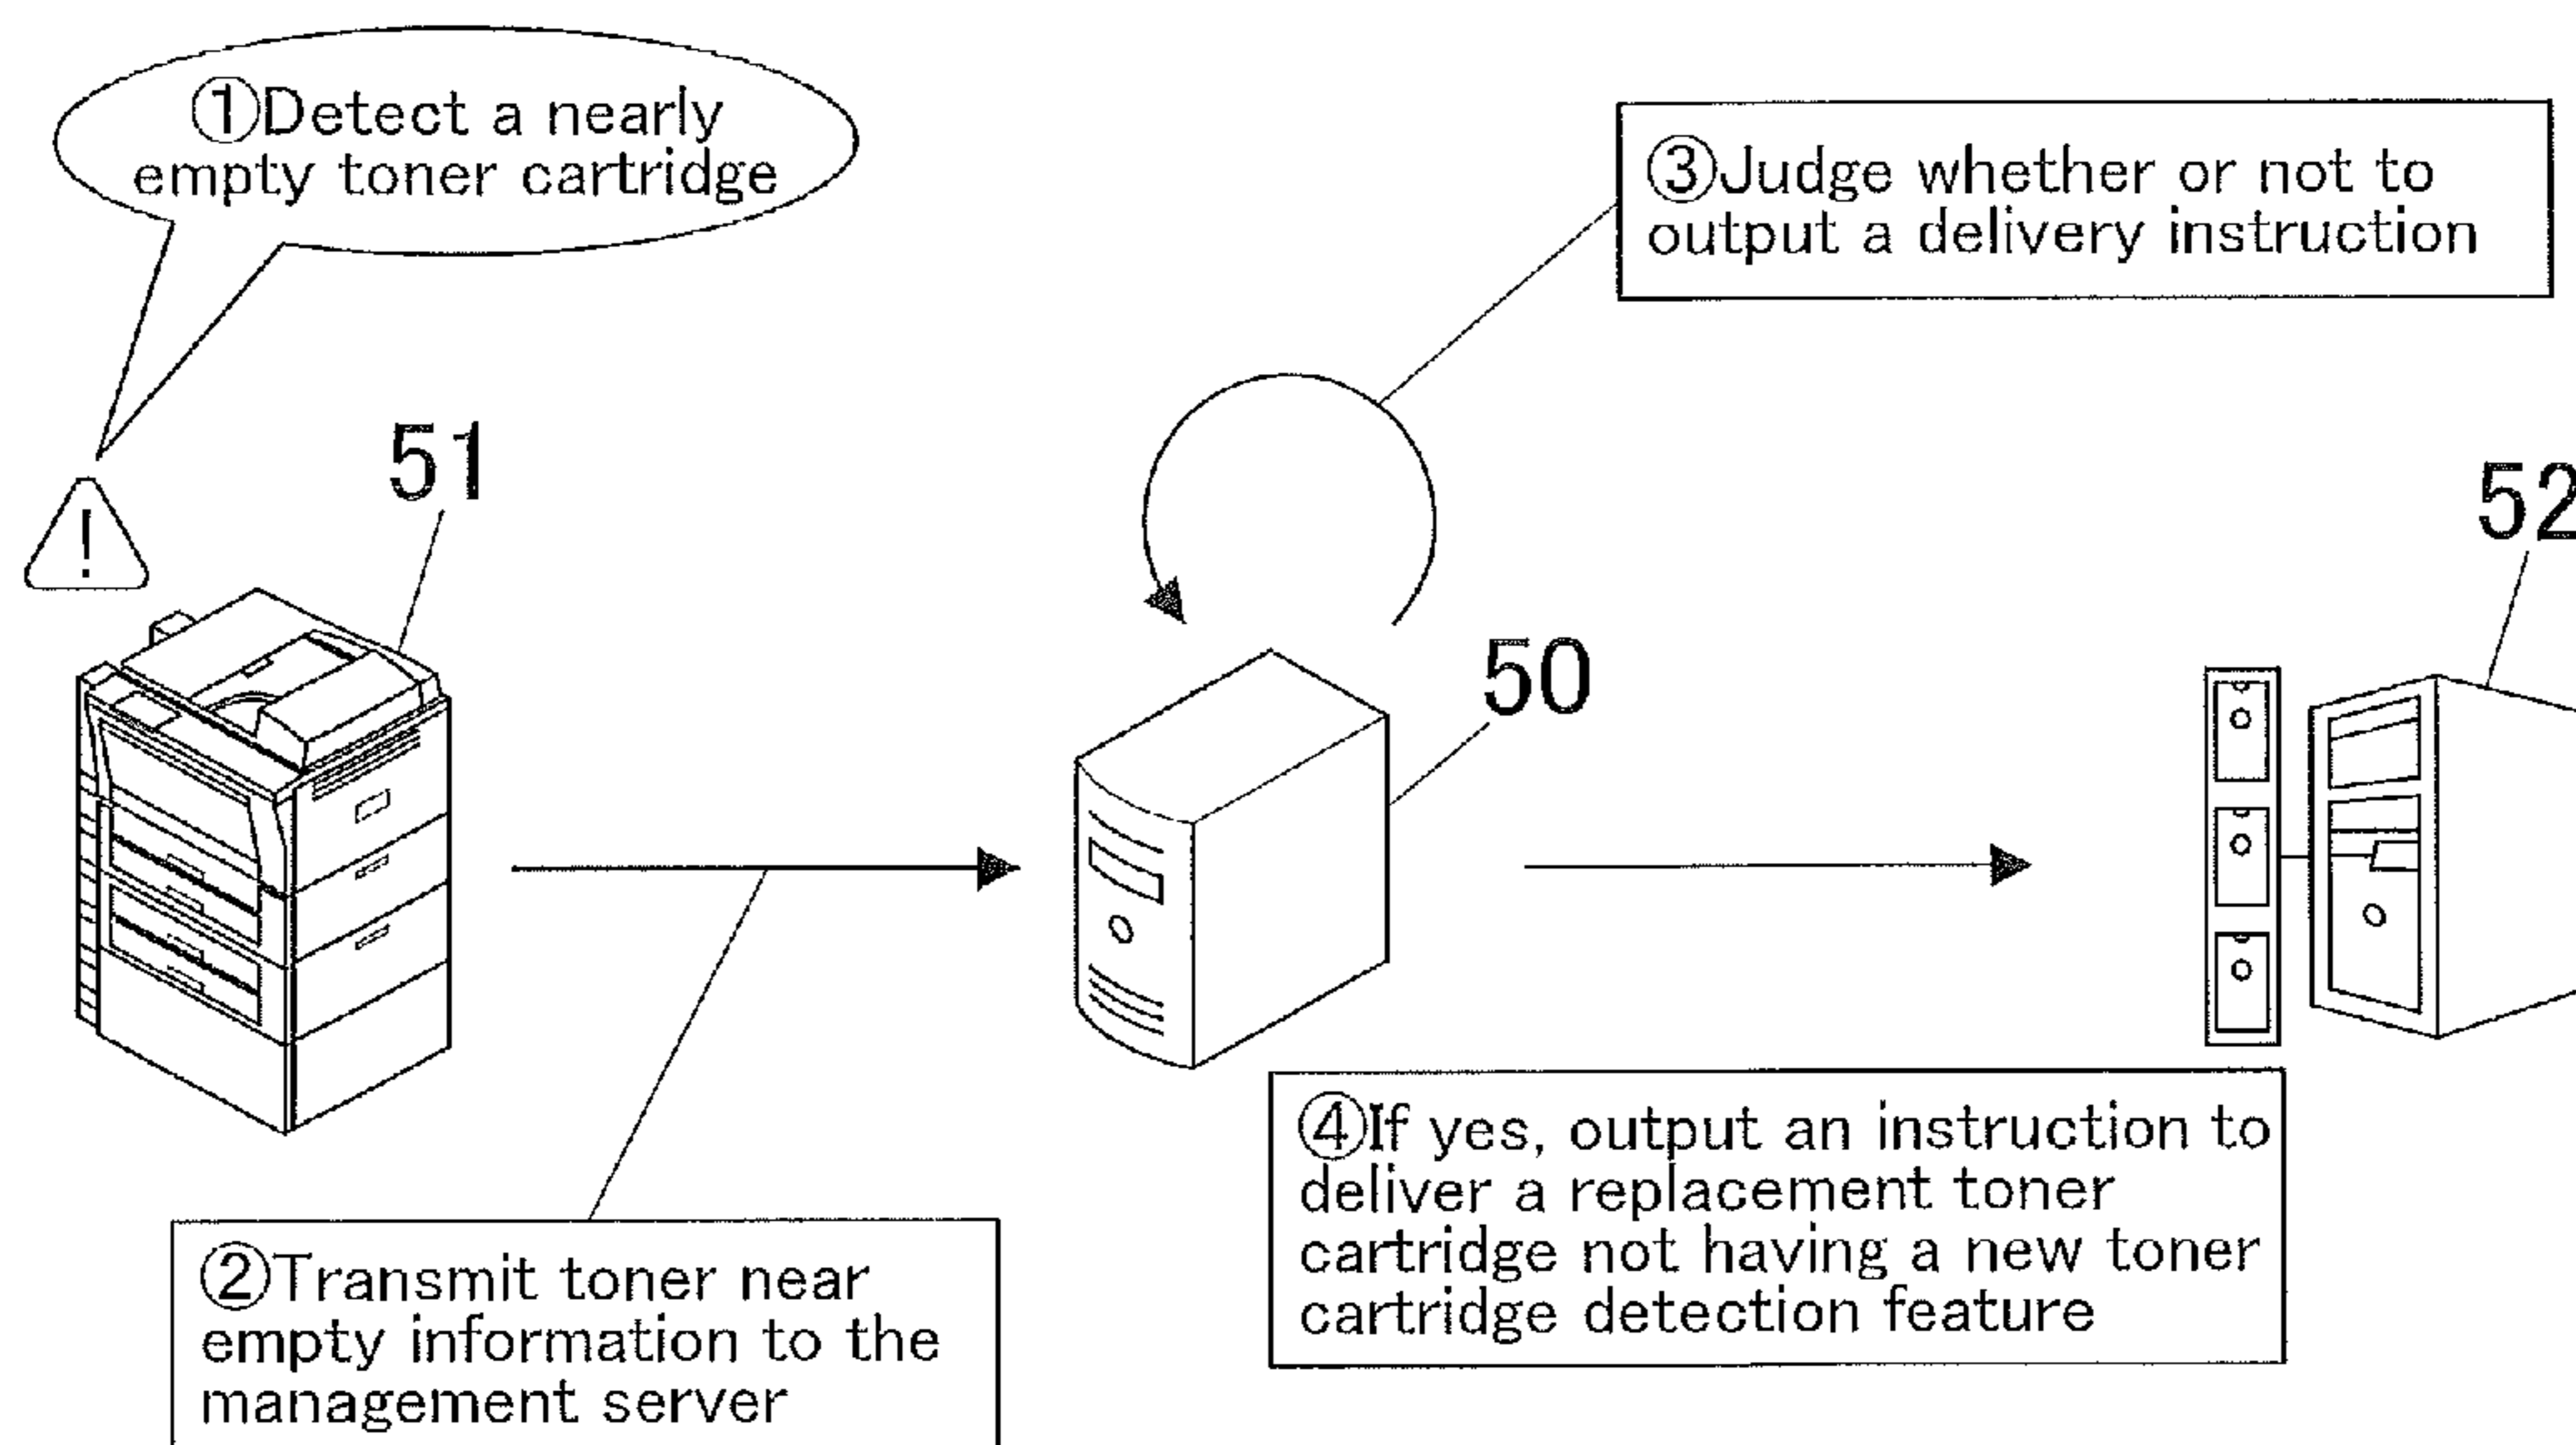 ①Detect a nearly
empty toner cartridge
③Judge whether or not to
output a delivery instruction
51
52
!
50
④If yes, output an instruction to
deliver a replacement toner
cartridge not having a new toner
cartridge detection feature
②Transmit toner near
empty information to the
management server